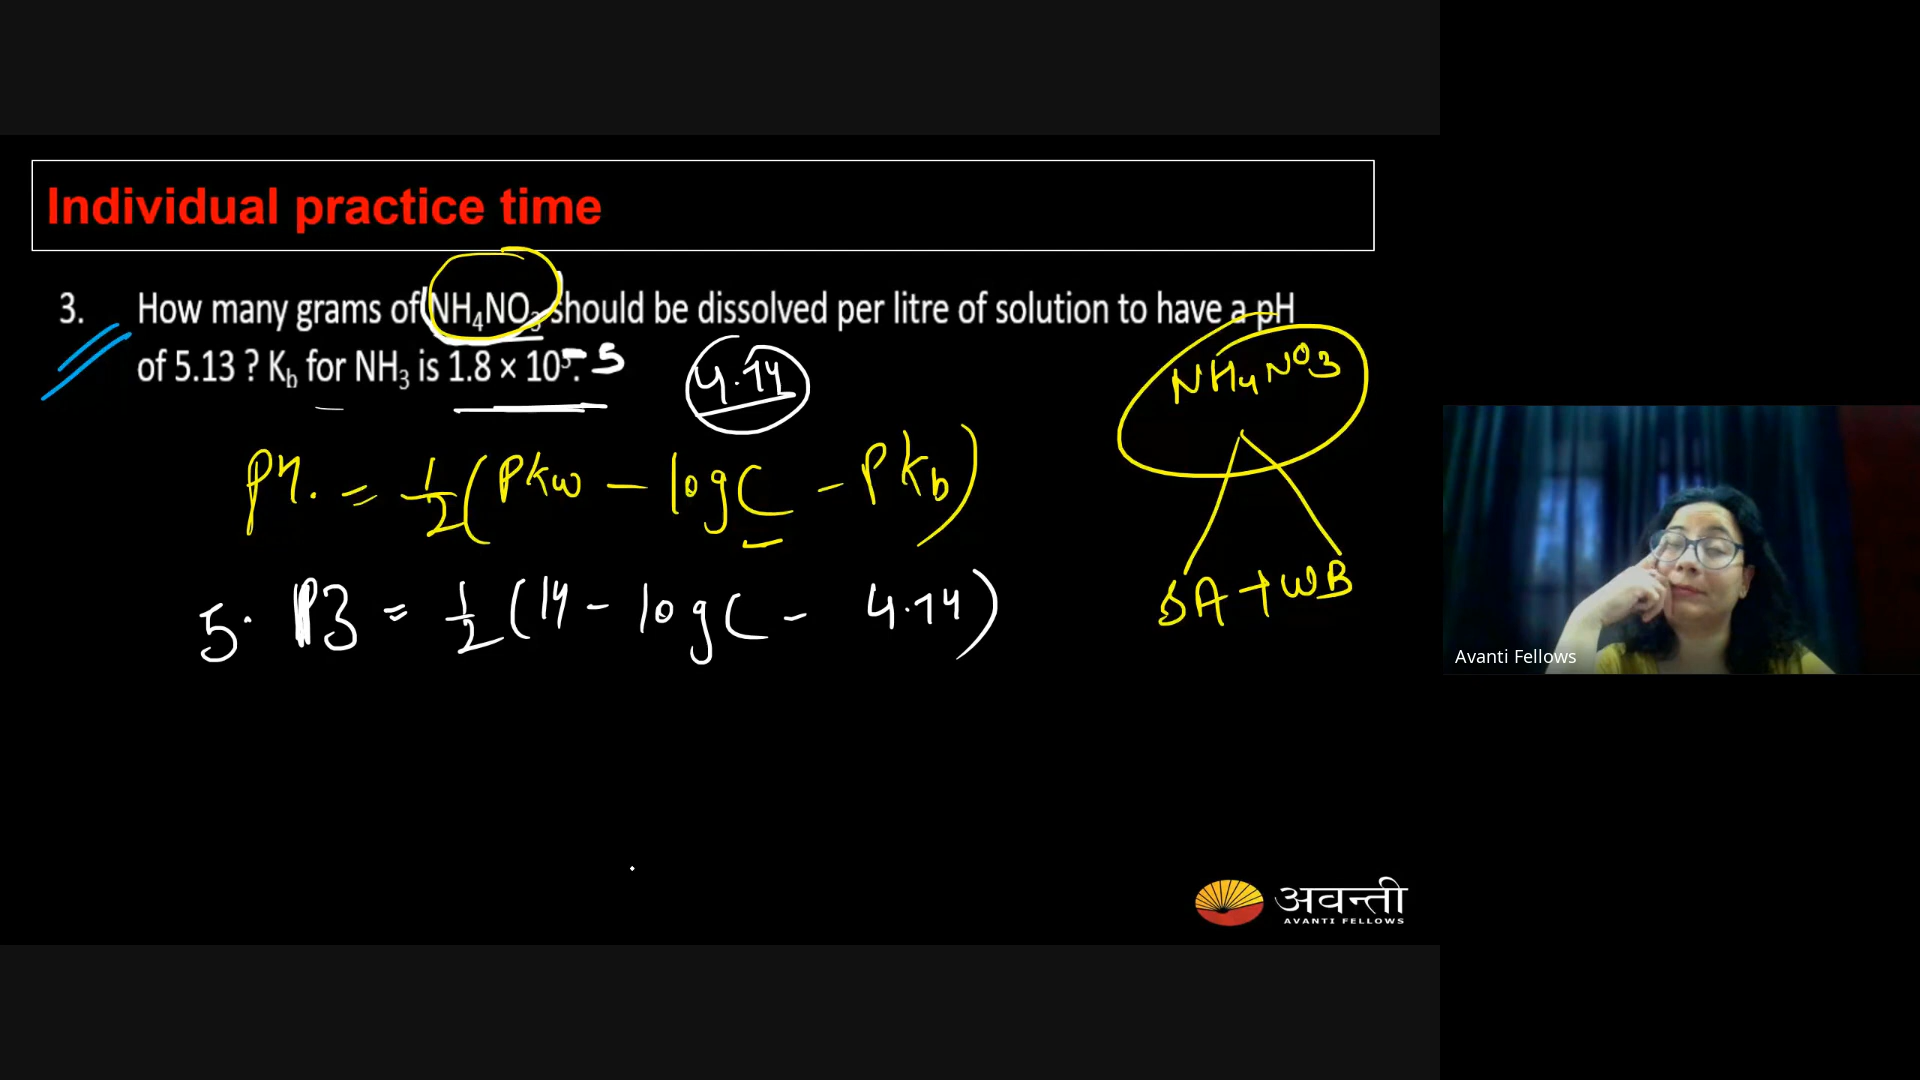 Individual practice time
3. How many grams of NH4NO3 should be dissolved per litre of solution to have a pH
of 5.13 ? Kb for NH3 is 1.8 × 10⁻⁵.
4.74
NH4NO3
pH = 1/2 (Pkw - log C - Pkb)
SA + WB
5.13 = 1/2 (14 - log C - 4.74)
Avanti Fellows
अवन्ती
AVANTI FELLOWS